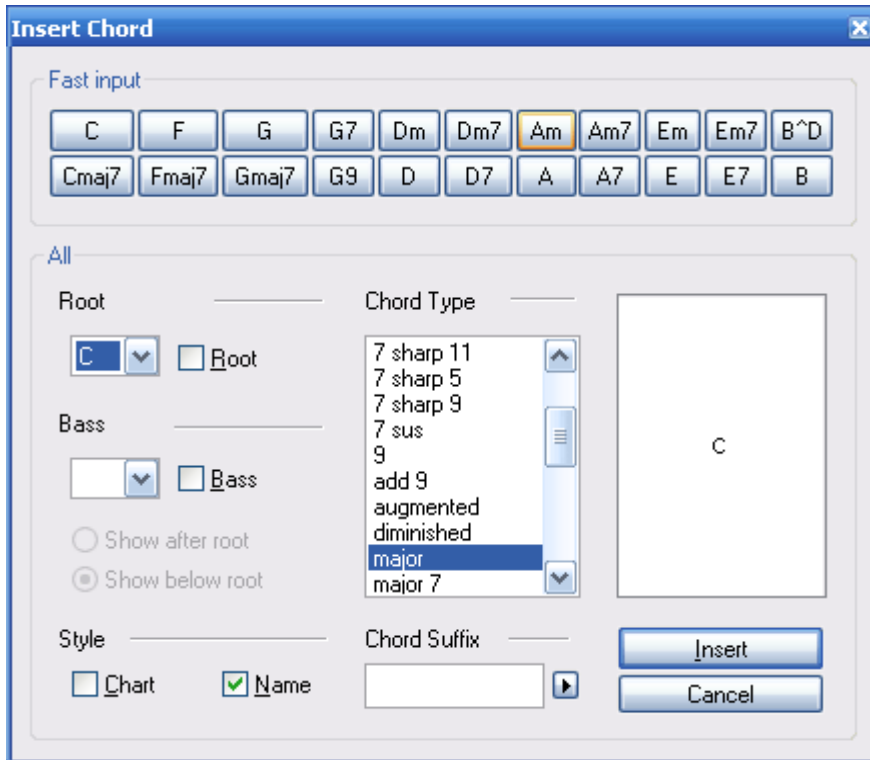 Insert Chord
Fast input
C F G G7 Dm Dm7 Am Am7 Em Em7 B^D
Cmaj7 Fmaj7 Gmaj7 G9 D D7 A A7 E E7 B
All
Root
C Root
Bass
Bass
Show after root
Show below root
Chord Type
7 sharp 11
7 sharp 5
7 sharp 9
7 sus
9
add 9
augmented
diminished
major
major 7
C
Style
Chart Name
Chord Suffix
Insert
Cancel